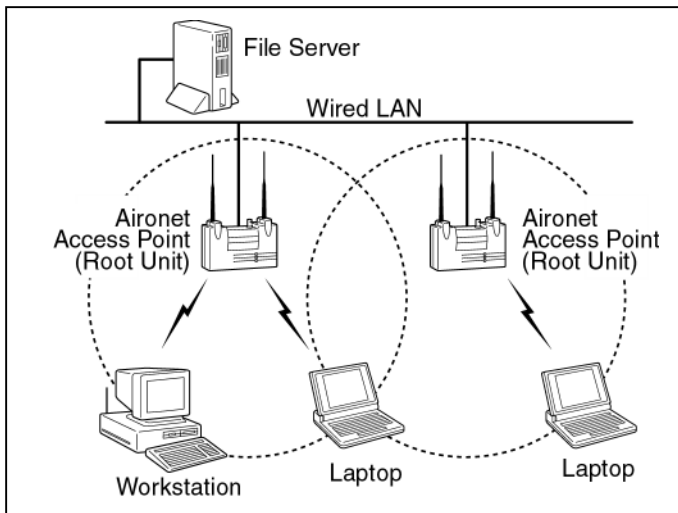 File Server
Wired LAN
Aironet
Access Point
(Root Unit)
Aironet
Access Point
(Root Unit)
Workstation
Laptop
Laptop